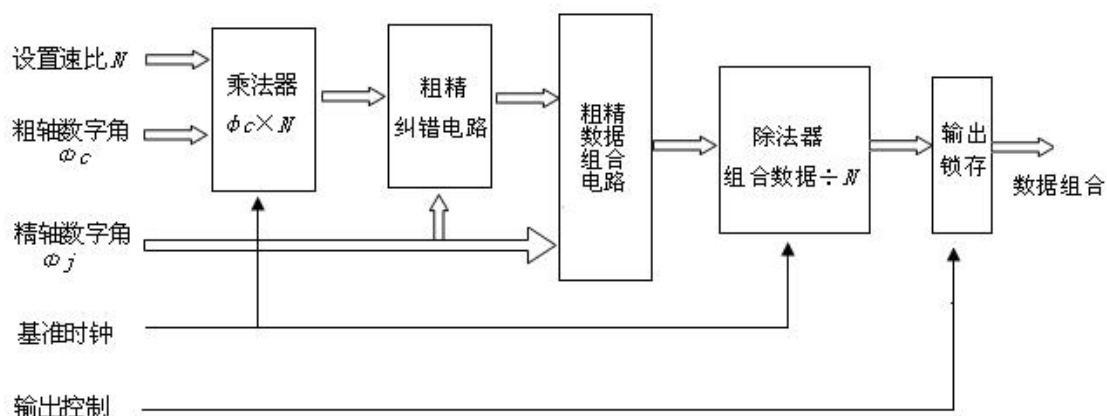 设置速比N
粗轴数字角
Φc
精轴数字角
Φj
基准时钟
输出控制
乘法器
Φc×N
粗精
纠错电路
粗精
数据
组合
电路
除法器
组合数据÷N
输出
锁存
数据组合